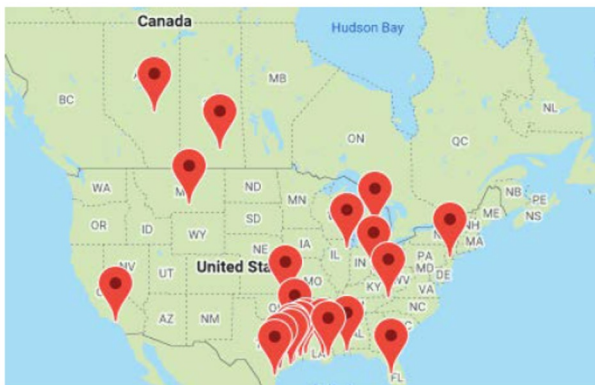 Canada
Hudson Bay
BC
MB
NL
ON
QC
WA
ND
MN
NB
PE
ME
NS
NH
MA
OR
ID
SD
WY
NE
IA
PA
IL
IN
MD
DE
NV
UT
United Sta
MO
KY
WV
VA
AZ
NM
NC
LA
AL
FL